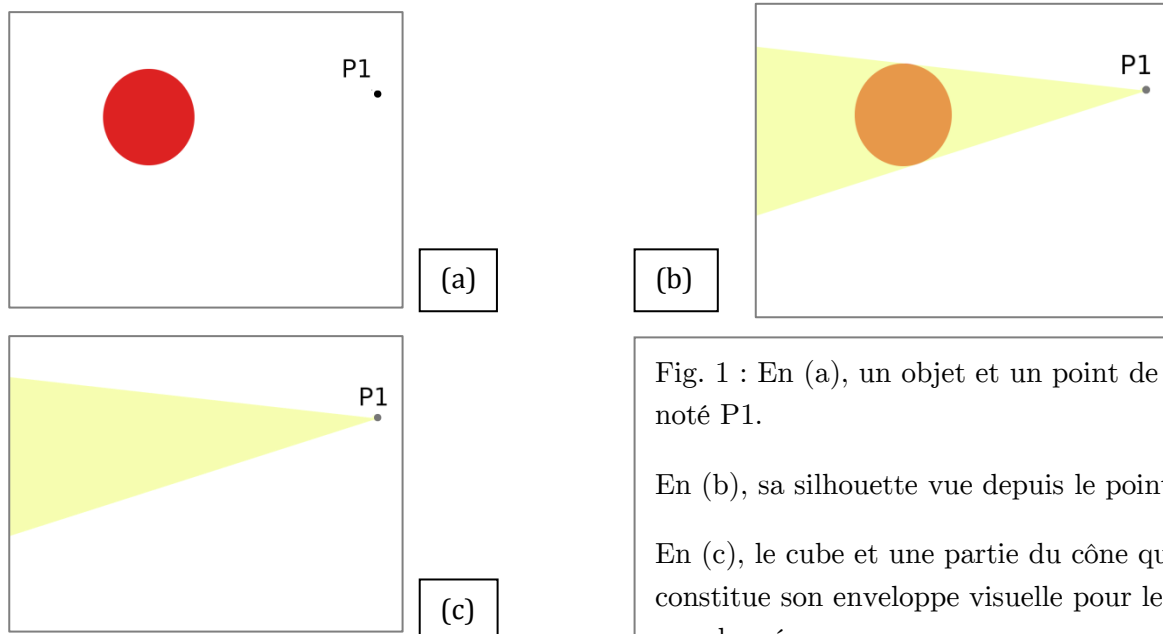 P1
(a)
P1
(b)
P1
(c)
Fig. 1 : En (a), un objet et un point de
noté P1.
En (b), sa silhouette vue depuis le point
En (c), le cube et une partie du cône qu
constitue son enveloppe visuelle pour le